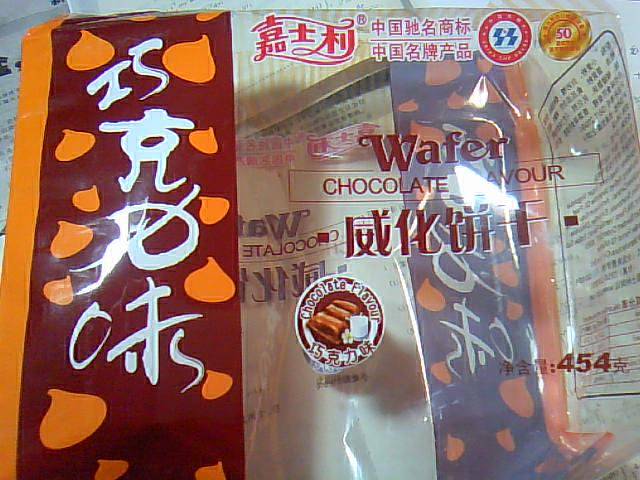 嘉士利®
中国驰名商标
中国名牌产品
50
巧克力味
Wafer
CHOCOLATE FLAVOUR
威化饼干
Chocolate Flavour
巧克力味
净含量:454克